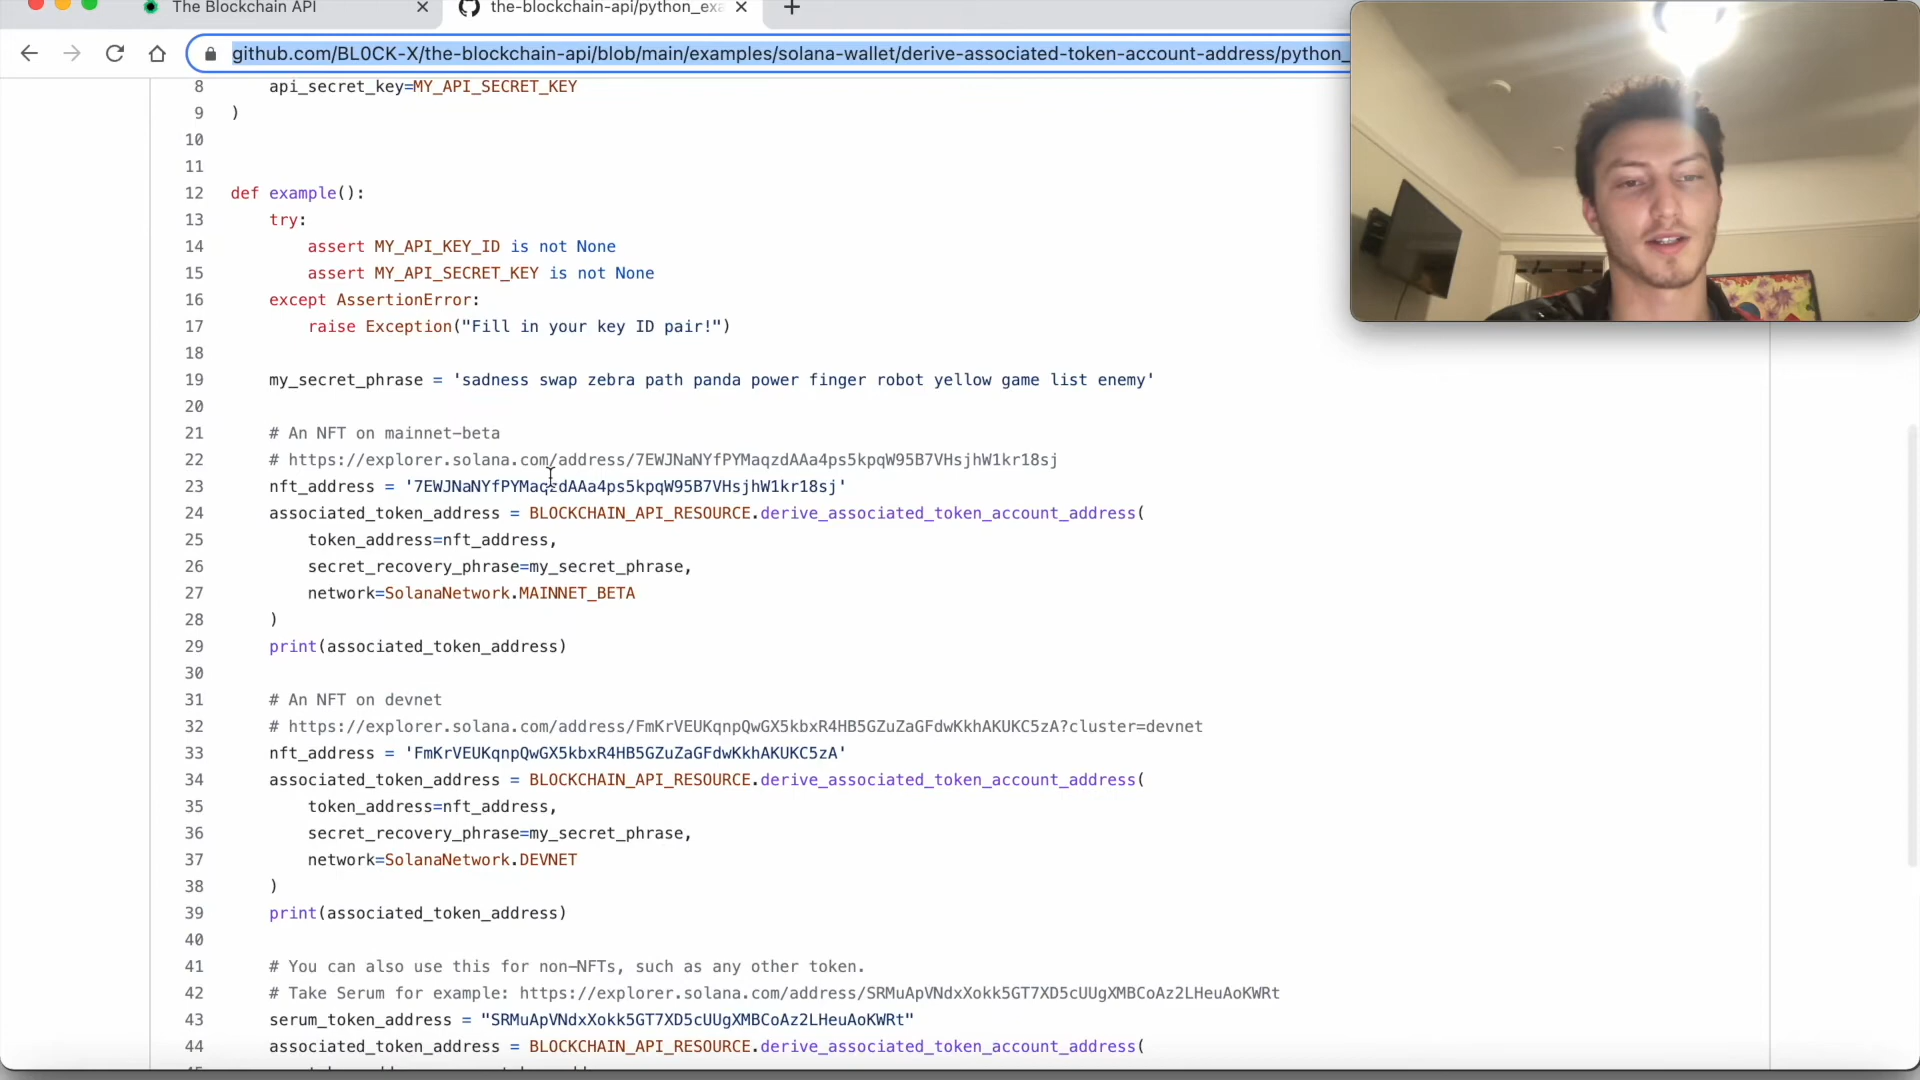 The Blockchain API
the-blockchain-api/python_exa
github.com/BL0CK-X/the-blockchain-api/blob/main/examples/solana-wallet/derive-associated-token-account-address/python_
8 api_secret_key=MY_API_SECRET_KEY
9 )
10
11
12 def example():
13 try:
14 assert MY_API_KEY_ID is not None
15 assert MY_API_SECRET_KEY is not None
16 except AssertionError:
17 raise Exception("Fill in your key ID pair!")
18
19 my_secret_phrase = 'sadness swap zebra path panda power finger robot yellow game list enemy'
20
21 # An NFT on mainnet-beta
22 # https://explorer.solana.com/address/7EWJNaNYfPYMaqzdAAa4ps5kpqW95B7VHsjhW1kr18sj
23 nft_address = '7EWJNaNYfPYMaqzdAAa4ps5kpqW95B7VHsjhW1kr18sj'
24 associated_token_address = BLOCKCHAIN_API_RESOURCE.derive_associated_token_account_address(
25 token_address=nft_address,
26 secret_recovery_phrase=my_secret_phrase,
27 network=SolanaNetwork.MAINNET_BETA
28 )
29 print(associated_token_address)
30
31 # An NFT on devnet
32 # https://explorer.solana.com/address/FmKrVEUKqnpQwGX5kbxR4HB5GZuZaGFdwKkhAKUKC5zA?cluster=devnet
33 nft_address = 'FmKrVEUKqnpQwGX5kbxR4HB5GZuZaGFdwKkhAKUKC5zA'
34 associated_token_address = BLOCKCHAIN_API_RESOURCE.derive_associated_token_account_address(
35 token_address=nft_address,
36 secret_recovery_phrase=my_secret_phrase,
37 network=SolanaNetwork.DEVNET
38 )
39 print(associated_token_address)
40
41 # You can also use this for non-NFTs, such as any other token.
42 # Take Serum for example: https://explorer.solana.com/address/SRMuApVNdxXokk5GT7XD5cUUgXMBCoAz2LHeuAoKWRt
43 serum_token_address = "SRMuApVNdxXokk5GT7XD5cUUgXMBCoAz2LHeuAoKWRt"
44 associated_token_address = BLOCKCHAIN_API_RESOURCE.derive_associated_token_account_address(